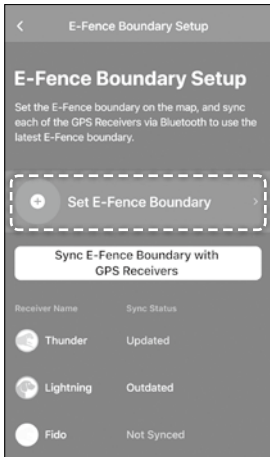 E-Fence Boundary Setup
E-Fence Boundary Setup
Set the E-Fence boundary on the map, and sync
each of the GPS Receivers via Bluetooth to use the
latest E-Fence boundary.
Set E-Fence Boundary
Sync E-Fence Boundary with
GPS Receivers
Receiver Name Sync Status
Thunder Updated
Lightning Outdated
Fido Not Synced